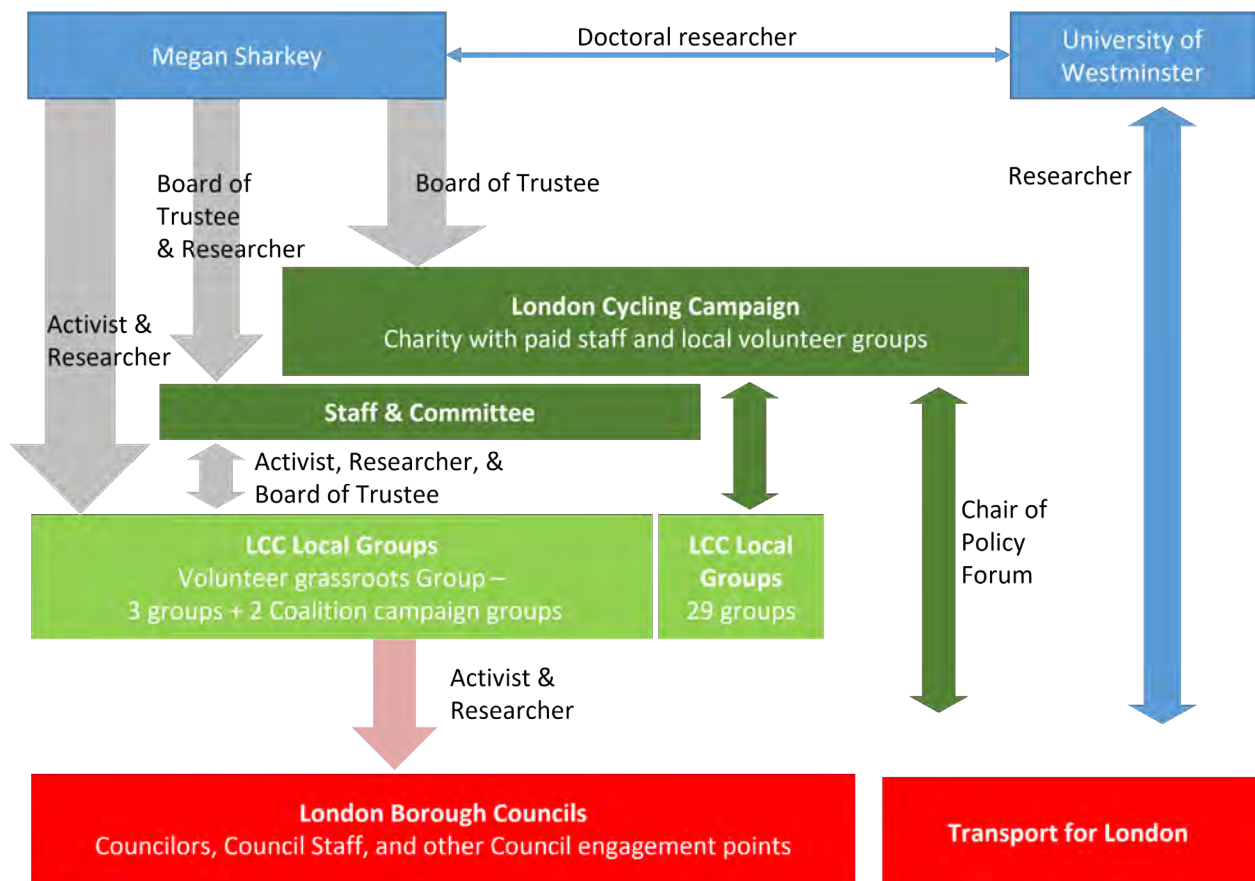 Megan Sharkey
Doctoral researcher
University of
Westminster
Board of
Trustee
& Researcher
Board of Trustee
Researcher
London Cycling Campaign
Charity with paid staff and local volunteer groups
Activist &
Researcher
Staff & Committee
Activist, Researcher, &
Board of Trustee
Chair of
Policy
Forum
LCC Local Groups
Volunteer grassroots Group –
3 groups + 2 Coalition campaign groups
LCC Local
Groups
29 groups
Activist &
Researcher
London Borough Councils
Councilors, Council Staff, and other Council engagement points
Transport for London